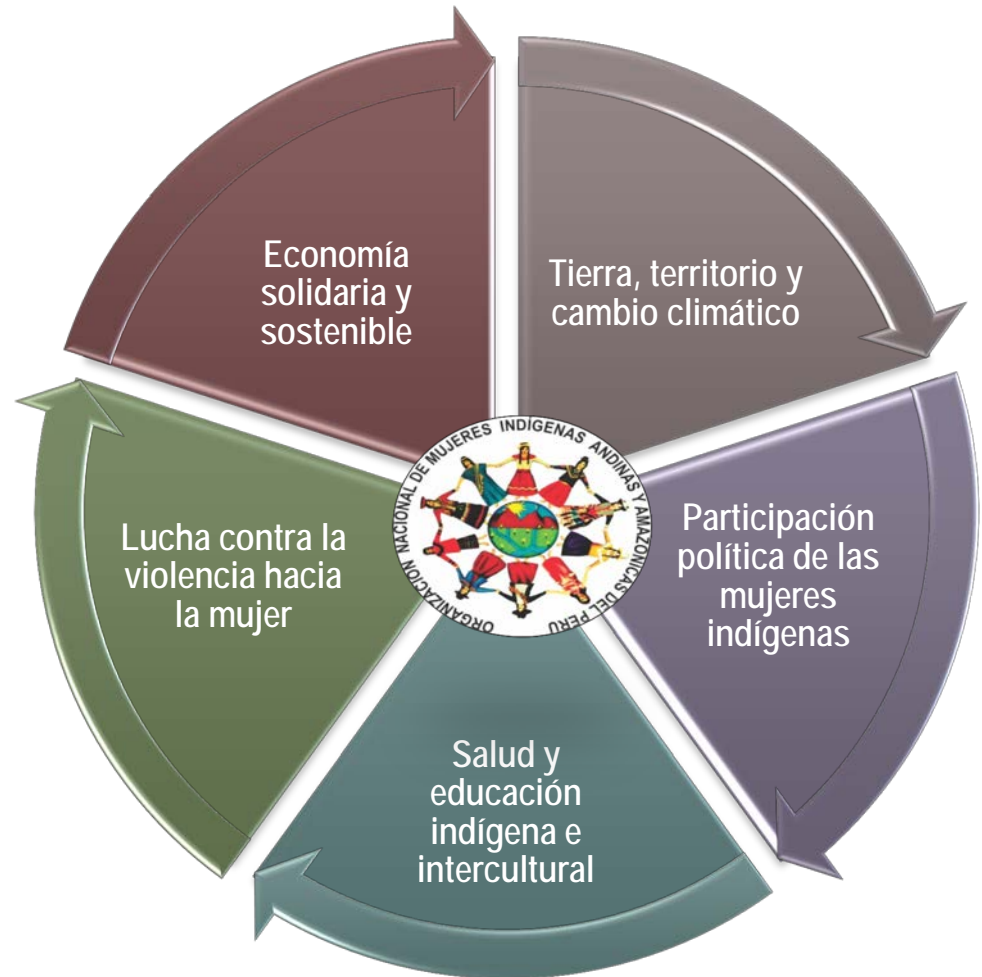 Economía
solidaria y
sostenible
Tierra, territorio y
cambio climático
Participación
política de las
mujeres
indígenas
Salud y
educación
indígena e
intercultural
Lucha contra la
violencia hacia
la mujer
ORGANIZACIÓN NACIONAL DE MUJERES INDÍGENAS ANDINAS Y AMAZÓNICAS DEL PERU